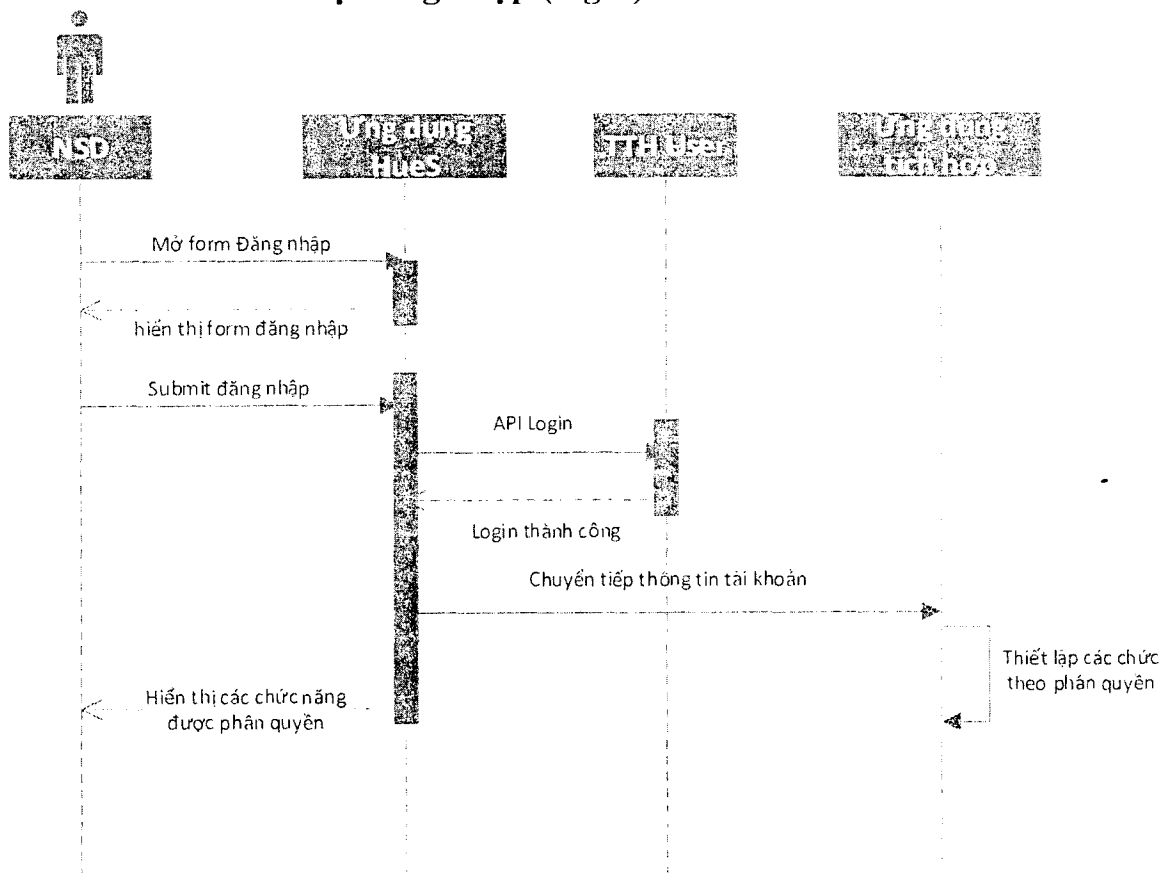 NSD
Ứng dụng
HueS
TTH User
Ứng dụng
tích hợp
Mở form Đăng nhập
hiển thị form đăng nhập
Submit đăng nhập
API Login
Login thành công
Chuyển tiếp thông tin tài khoản
Thiết lập các chức
theo phân quyền
Hiển thị các chức năng
được phân quyền